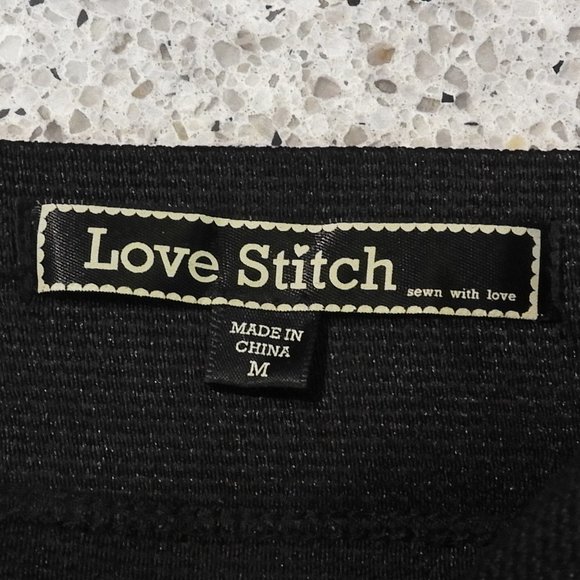 Love Stitch
sewn with love
MADE IN
CHINA
M